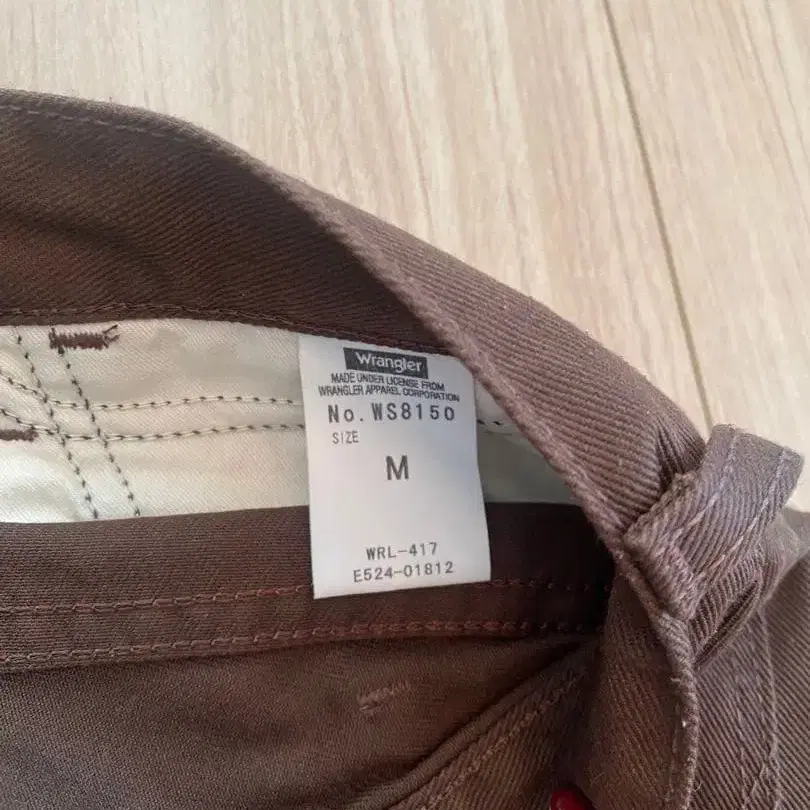 Wrangler
MADE UNDER LICENSE FROM
WRANGLER APPAREL CORPORATION
No. WS8150
SIZE
M
WRL-417
E524-01812